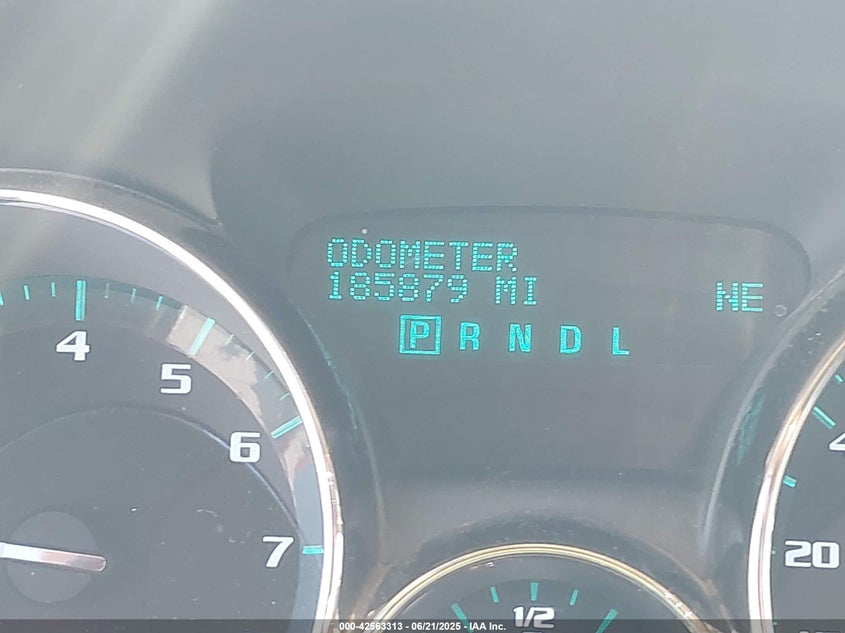 ODOMETER
185879 MI
NE
P R N D L
4
5
6
7
1/2
20
000-42563313 - 06/21/2025 - IAA Inc.